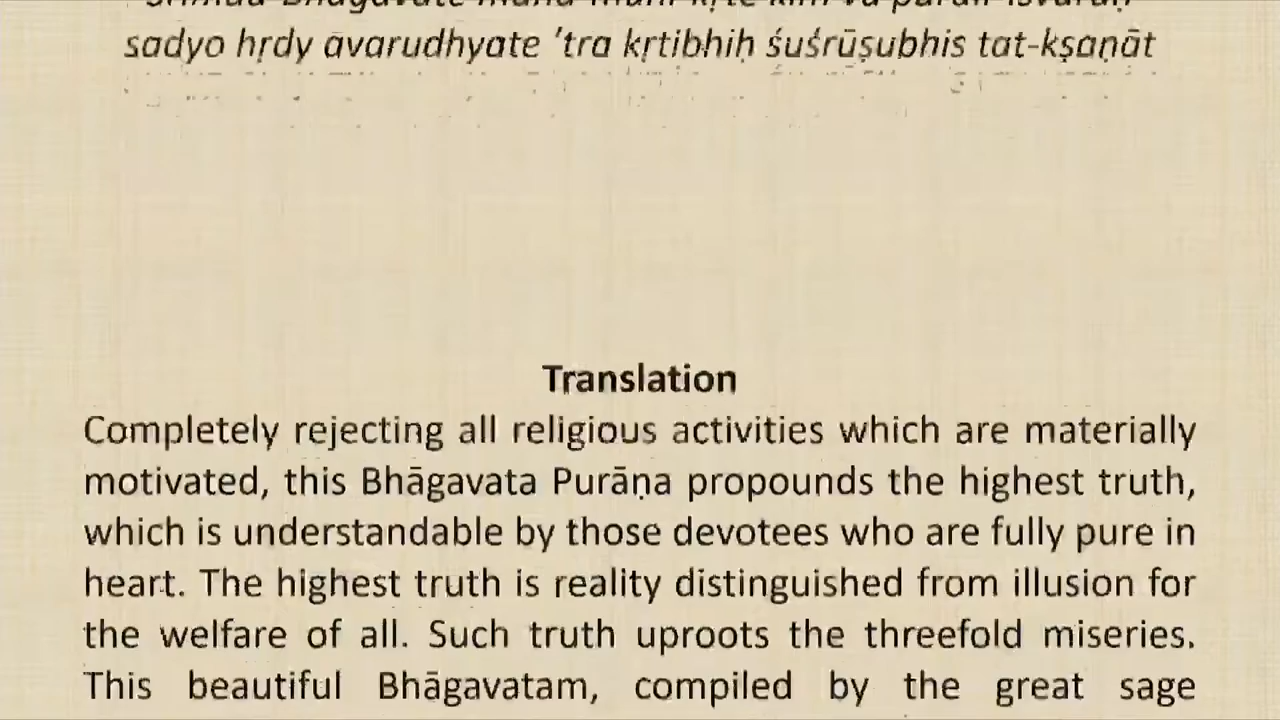 sadyo hṛdy avarudhyate ’tra kṛtibhiḥ śuśrūṣubhis tat-kṣaṇāt
Translation
Completely rejecting all religious activities which are materially
motivated, this Bhāgavata Purāṇa propounds the highest truth,
which is understandable by those devotees who are fully pure in
heart. The highest truth is reality distinguished from illusion for
the welfare of all. Such truth uproots the threefold miseries.
This beautiful Bhāgavatam, compiled by the great sage